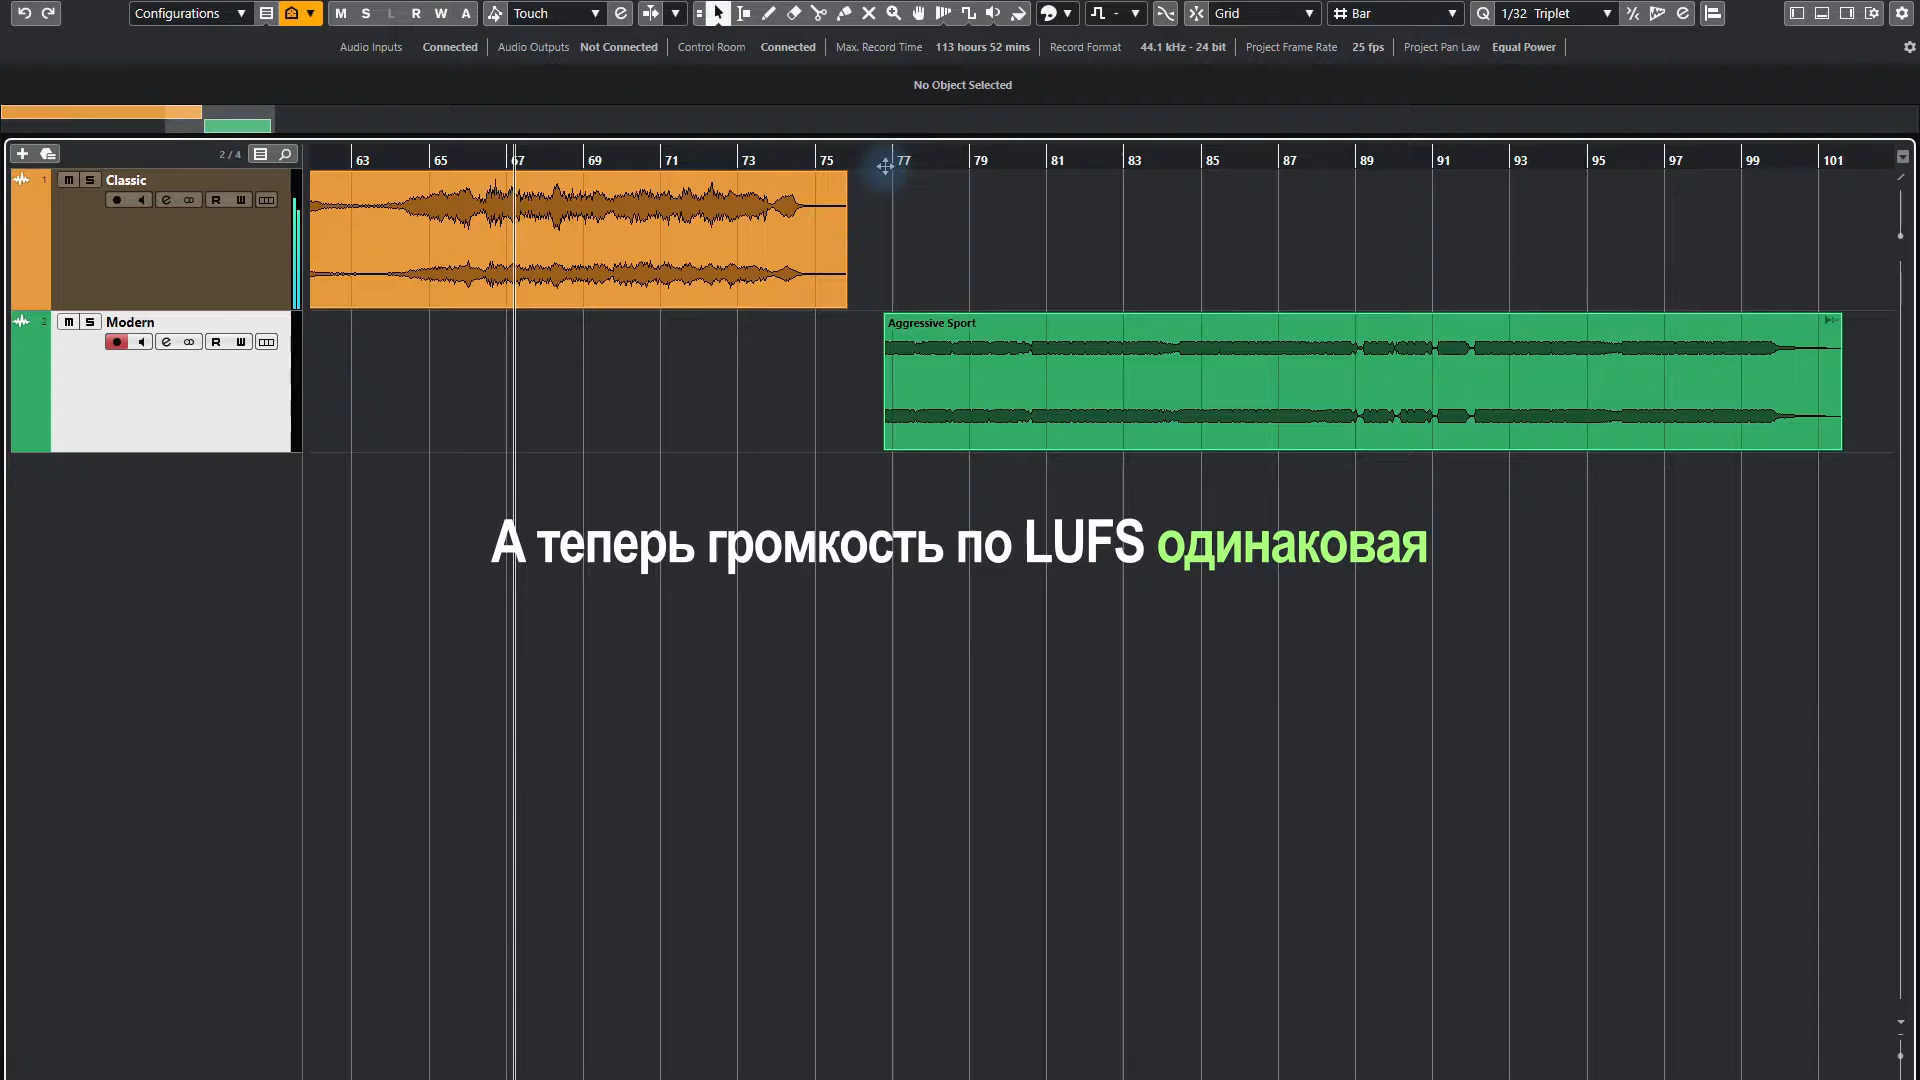 Configurations M S L R W A Touch Grid Bar Q 1/32 Triplet
Audio Inputs Connected Audio Outputs Not Connected Control Room Connected Max. Record Time 113 hours 52 mins Record Format 44.1 kHz - 24 bit Project Frame Rate 25 fps Project Pan Law Equal Power
No Object Selected
2 / 4 63 65 67 69 71 73 75 77 79 81 83 85 87 89 91 93 95 97 99 101
1 m S Classic
R W
2 m S Modern
R W
Aggressive Sport
А теперь громкость по LUFS одинаковая